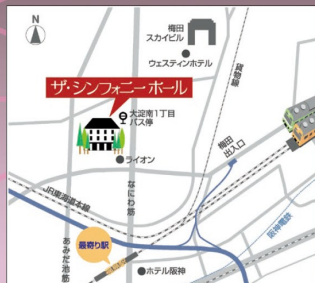 N
梅田
スカイビル
ウェスティンホテル
貨物線
ザ・シンフォニーホール
大淀南1丁目
バス停
梅田
出入口
ライオン
なにわ筋
JR東海道本線
あみだ池筋
最寄り駅
阪神電鉄
ホテル阪神